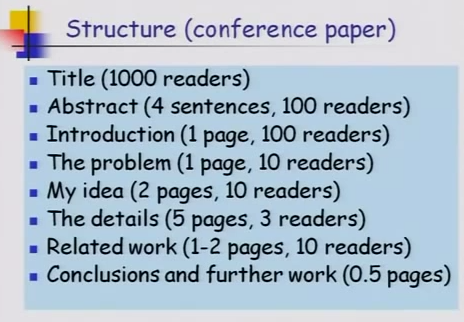 Structure (conference paper)
Title (1000 readers)
Abstract (4 sentences, 100 readers)
Introduction (1 page, 100 readers)
The problem (1 page, 10 readers)
My idea (2 pages, 10 readers)
The details (5 pages, 3 readers)
Related work (1-2 pages, 10 readers)
Conclusions and further work (0.5 pages)